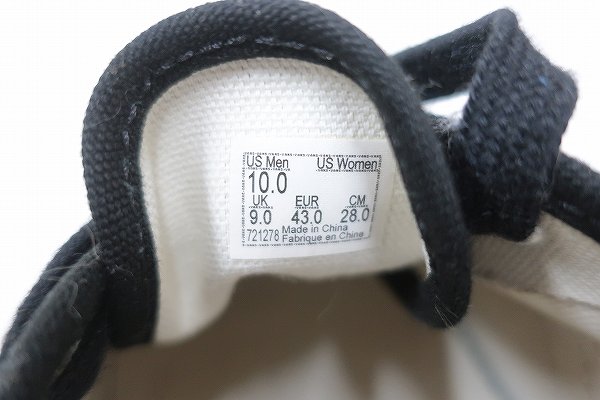 US Men US Women
10.0
UK EUR CM
9.0 43.0 28.0
721278 Made in China
Fabrique en Chine